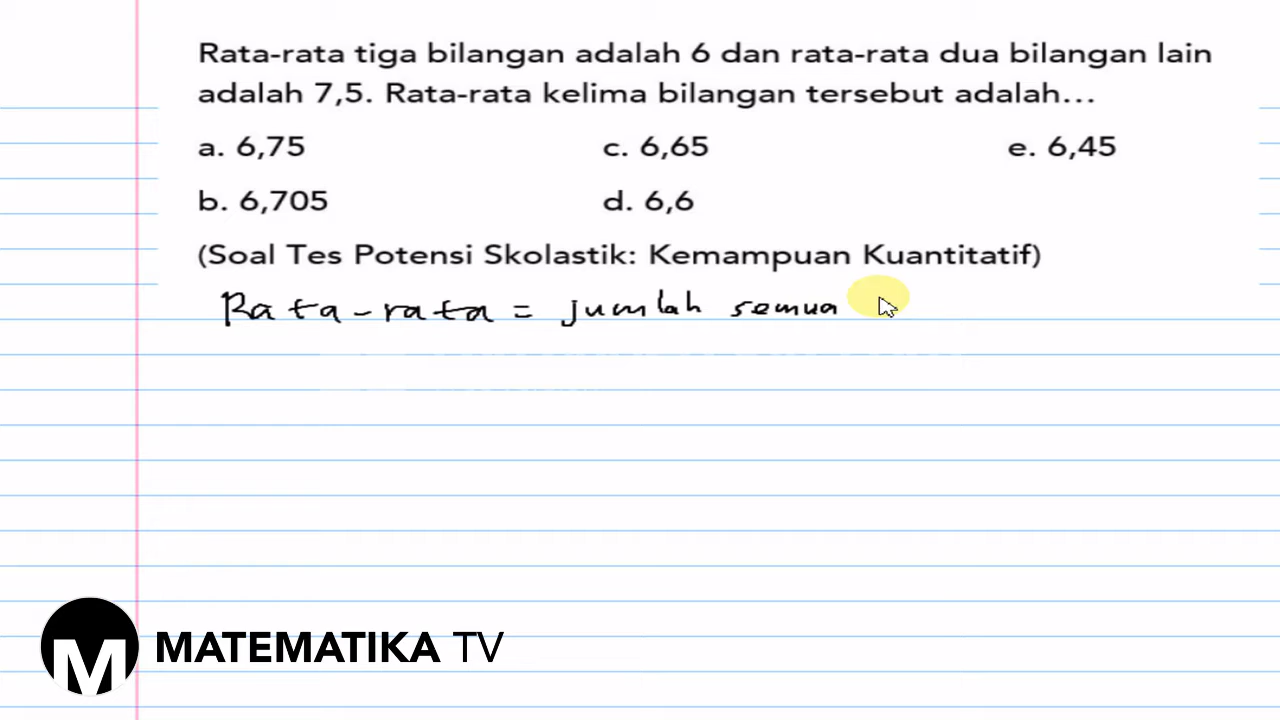 Rata-rata tiga bilangan adalah 6 dan rata-rata dua bilangan lain
adalah 7,5. Rata-rata kelima bilangan tersebut adalah...
a. 6,75 c. 6,65 e. 6,45
b. 6,705 d. 6,6
(Soal Tes Potensi Skolastik: Kemampuan Kuantitatif)
Rata-rata = jumlah semua
M MATEMATIKA TV